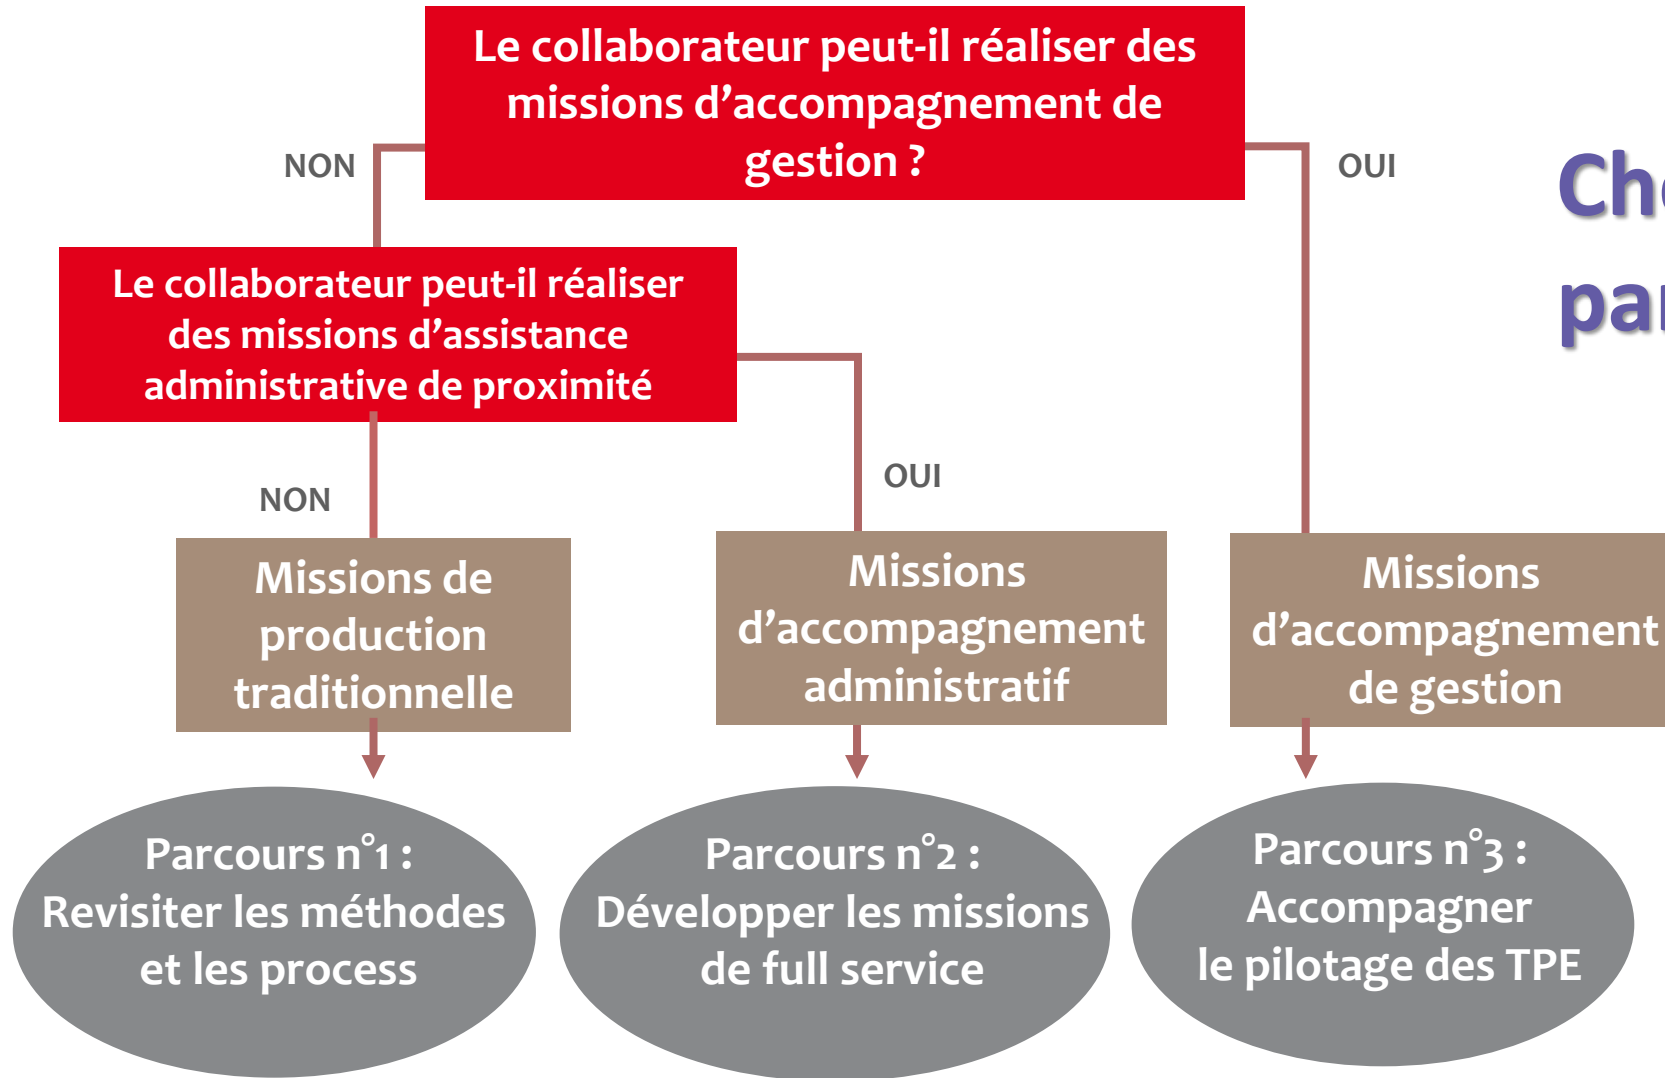 Le collaborateur peut-il réaliser des
missions d’accompagnement de
gestion ?
NON
OUI
Le collaborateur peut-il réaliser
des missions d’assistance
administrative de proximité
NON
OUI
Missions de
production
traditionnelle
Missions
d’accompagnement
administratif
Missions
d’accompagnement
de gestion
Parcours n°1 :
Revisiter les méthodes
et les process
Parcours n°2 :
Développer les missions
de full service
Parcours n°3 :
Accompagner
le pilotage des TPE